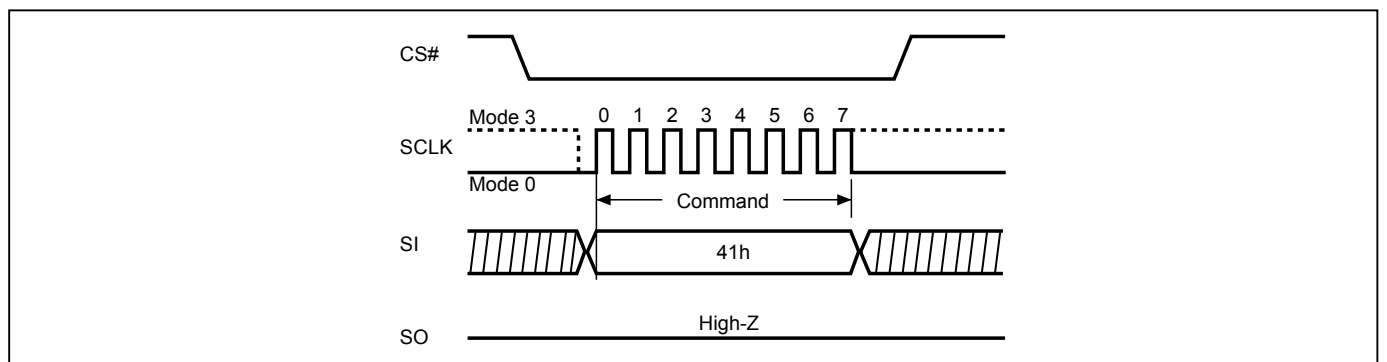 CS#
Mode 3
0 1 2 3 4 5 6 7
SCLK
Mode 0
Command
SI
41h
High-Z
SO